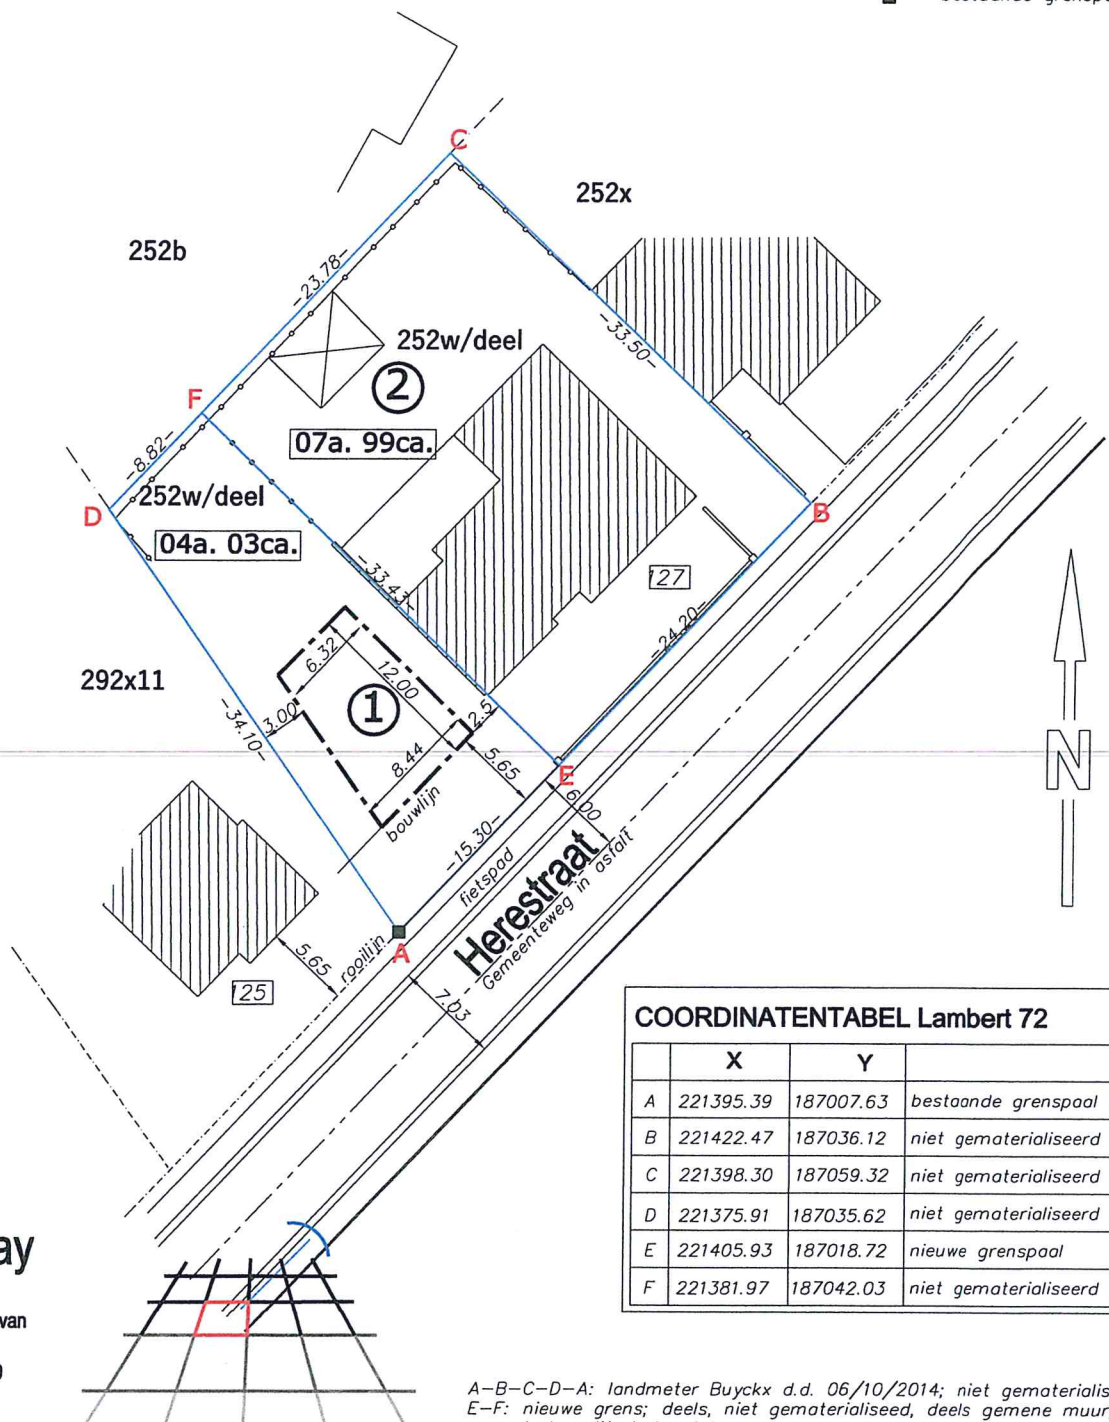 C
252x
252b
-23.78-
252w/deel
-33.50-
2
F
07a. 99ca.
-8.82-
252w/deel
D
B
04a. 03ca.
-33.43-
127
-24.20-
6.32
12.00
292x11
1
3.00
-34.10-
2.5
8.44
5.65
E
bouwlijn
6.00
N
-15.30-
fietspad
Herestraat
Gemeenteweg in asfalt
A
rooilijn
5.65
125
7.03
COORDINATENTABEL Lambert 72
X Y
A 221395.39 187007.63 bestaande grenspaal
B 221422.47 187036.12 niet gematerialiseerd
C 221398.30 187059.32 niet gematerialiseerd
D 221375.91 187035.62 niet gematerialiseerd
E 221405.93 187018.72 nieuwe grenspaal
F 221381.97 187042.03 niet gematerialiseerd
ay
van
A-B-C-D-A: landmeter Buyckx d.d. 06/10/2014; niet gematerialis
E-F: nieuwe grens; deels, niet gematerialiseed, deels gemene muur